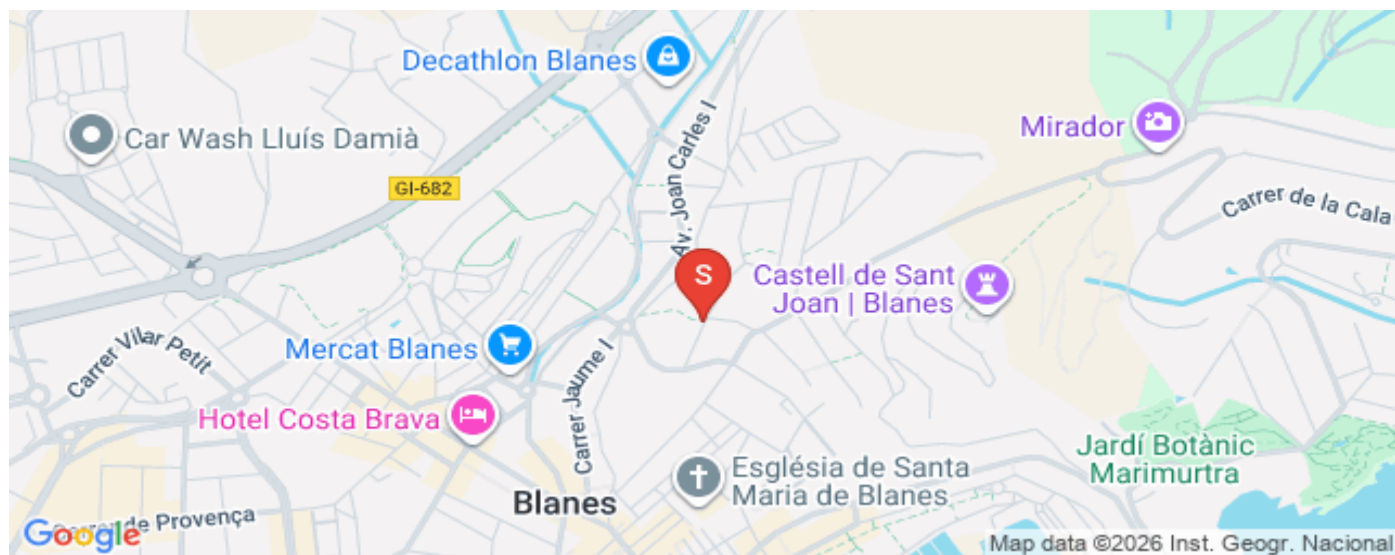 Decathlon Blanes
Av. Joan Carles I
Mirador
Car Wash Lluís Damià
GI-682
Carrer de la Cala
S
Castell de Sant
Joan | Blanes
Carrer Vilar Petit
Mercat Blanes
Carrer Jaume I
Hotel Costa Brava
Jardí Botànic
Marimurtra
Església de Santa
Maria de Blanes
Blanes
Carrer de Provença
Google
Map data ©2026 Inst. Geogr. Nacional